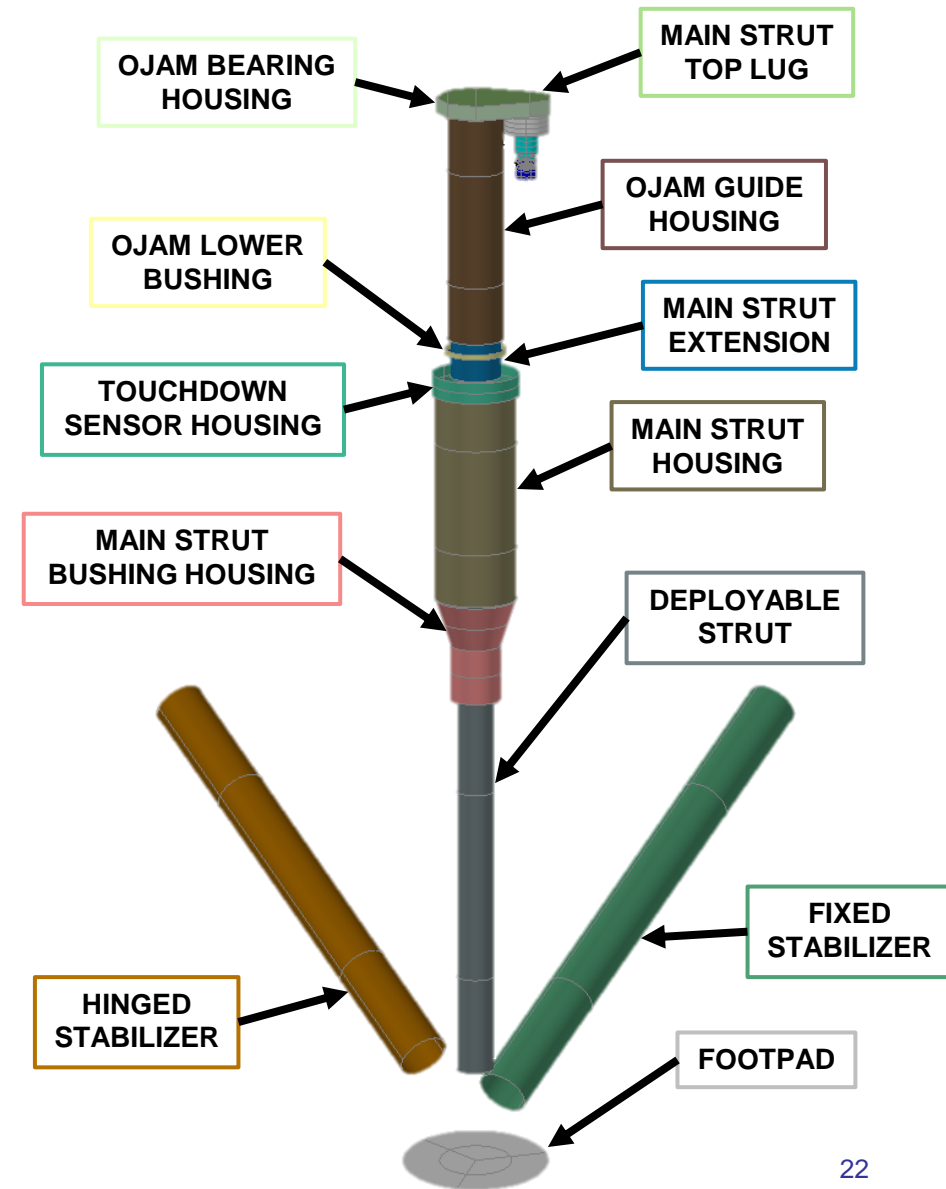 MAIN STRUT
TOP LUG
OJAM BEARING
HOUSING
OJAM GUIDE
HOUSING
OJAM LOWER
BUSHING
MAIN STRUT
EXTENSION
TOUCHDOWN
SENSOR HOUSING
MAIN STRUT
HOUSING
MAIN STRUT
BUSHING HOUSING
DEPLOYABLE
STRUT
FIXED
STABILIZER
HINGED
STABILIZER
FOOTPAD
22